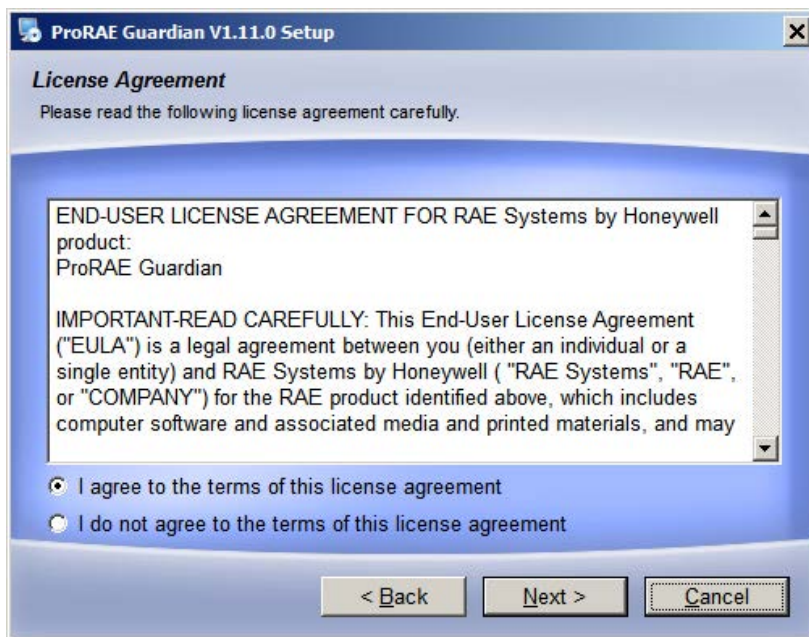 ProRAE Guardian V1.11.0 Setup
License Agreement
Please read the following license agreement carefully.
END-USER LICENSE AGREEMENT FOR RAE Systems by Honeywell
product:
ProRAE Guardian
IMPORTANT-READ CAREFULLY: This End-User License Agreement
("EULA") is a legal agreement between you (either an individual or a
single entity) and RAE Systems by Honeywell ( "RAE Systems", "RAE",
or "COMPANY") for the RAE product identified above, which includes
computer software and associated media and printed materials, and may
I agree to the terms of this license agreement
I do not agree to the terms of this license agreement
< Back Next > Cancel